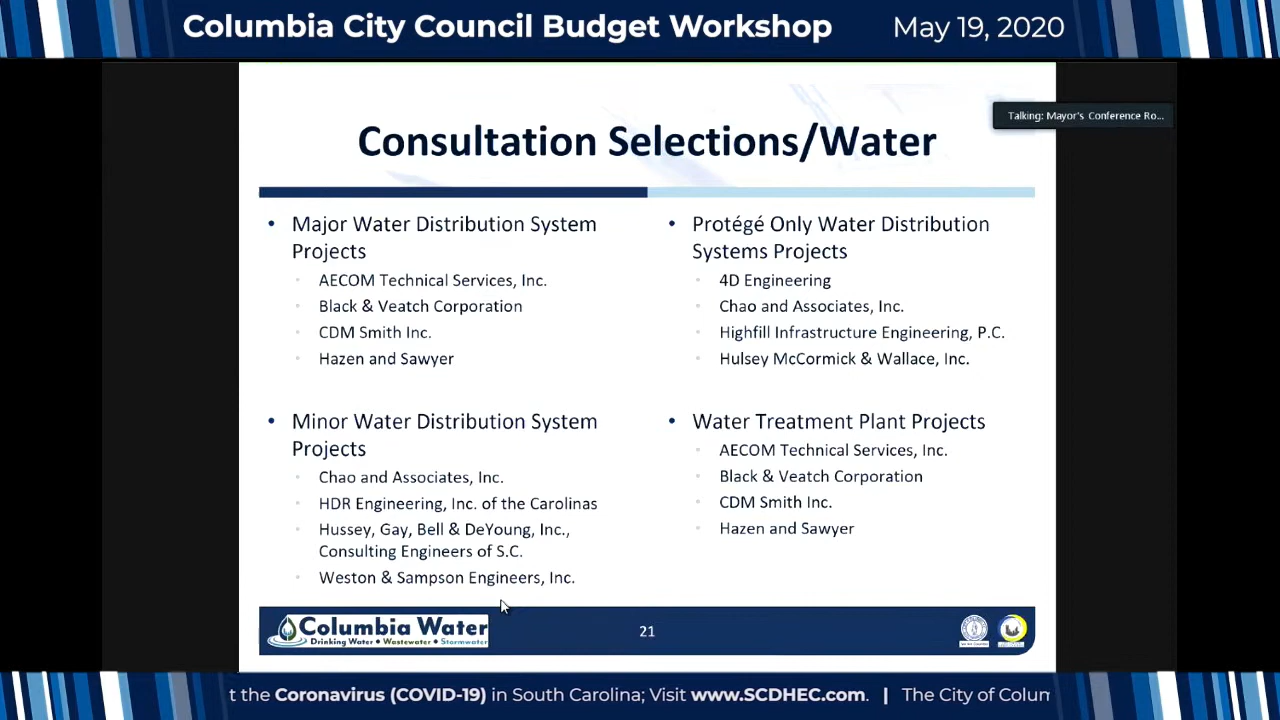 Columbia City Council Budget Workshop May 19, 2020
Talking: Mayor's Conference Ro...
Consultation Selections/Water
• Major Water Distribution System
Projects
AECOM Technical Services, Inc.
Black & Veatch Corporation
CDM Smith Inc.
Hazen and Sawyer
• Minor Water Distribution System
Projects
Chao and Associates, Inc.
HDR Engineering, Inc. of the Carolinas
Hussey, Gay, Bell & DeYoung, Inc.,
Consulting Engineers of S.C.
Weston & Sampson Engineers, Inc.
• Protégé Only Water Distribution
Systems Projects
4D Engineering
Chao and Associates, Inc.
Highfill Infrastructure Engineering, P.C.
Hulsey McCormick & Wallace, Inc.
• Water Treatment Plant Projects
AECOM Technical Services, Inc.
Black & Veatch Corporation
CDM Smith Inc.
Hazen and Sawyer
Columbia Water
Drinking Water • Wastewater • Stormwater
21
t the Coronavirus (COVID-19) in South Carolina; Visit www.SCDHEC.com. | The City of Colum